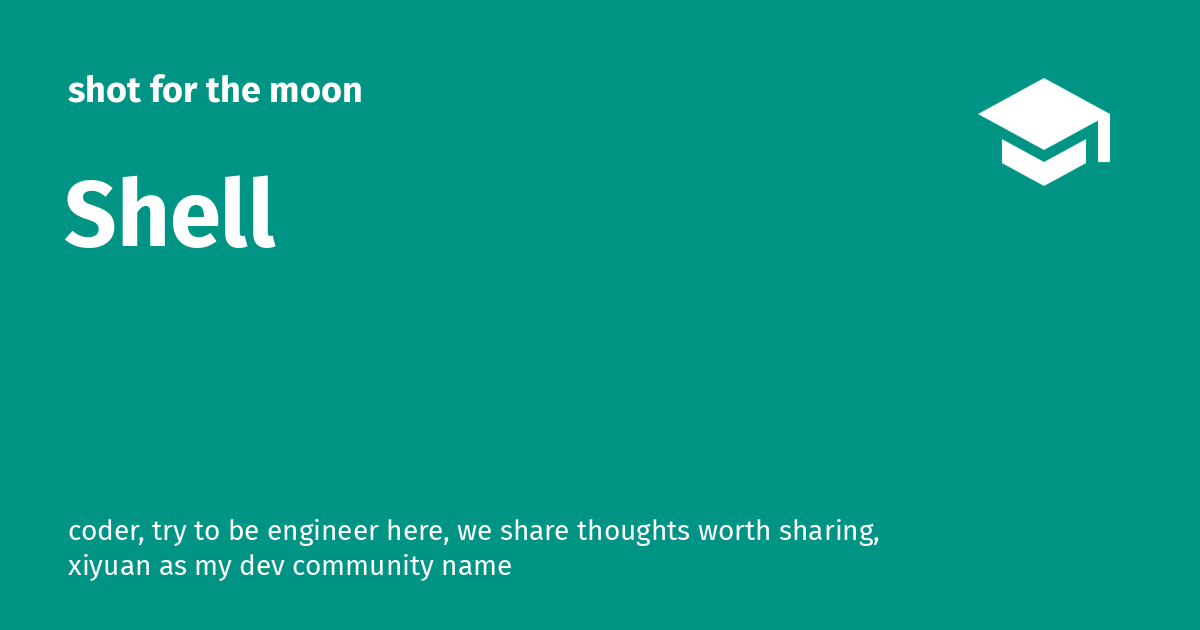 shot for the moon
Shell
coder, try to be engineer here, we share thoughts worth sharing,
xiyuan as my dev community name